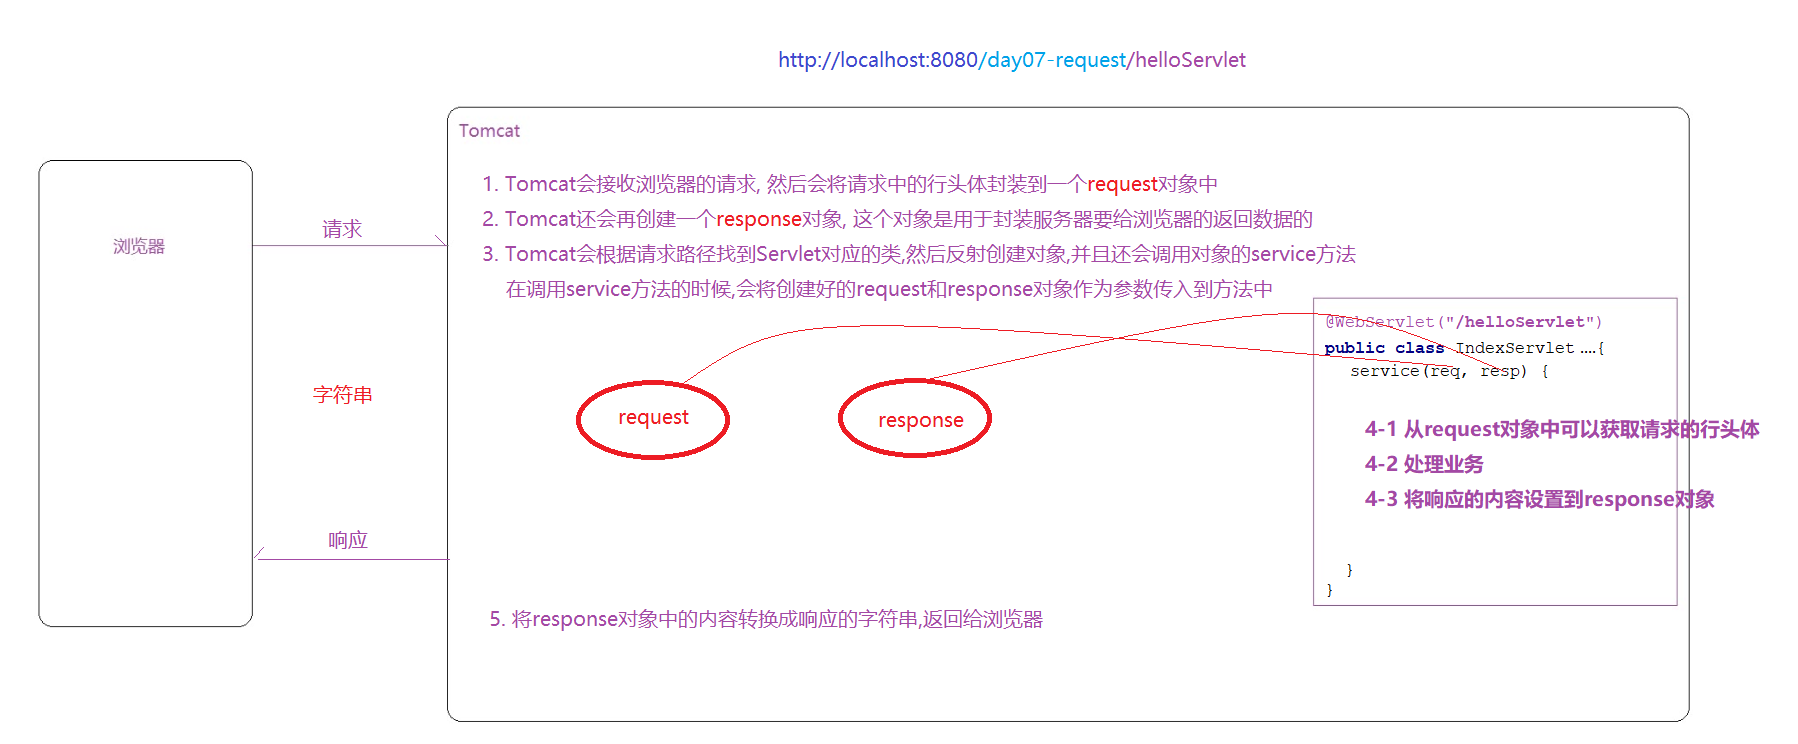 http://localhost:8080/day07-request/helloServlet
Tomcat
1. Tomcat会接收浏览器的请求, 然后会将请求中的行头体封装到一个request对象中
2. Tomcat还会再创建一个response对象, 这个对象是用于封装服务器要给浏览器的返回数据的
3. Tomcat会根据请求路径找到Servlet对应的类,然后反射创建对象,并且还会调用对象的service方法
在调用service方法的时候,会将创建好的request和response对象作为参数传入到方法中
浏览器
请求
字符串
响应
request
response
@WebServlet("/helloServlet")
public class IndexServlet ....{
service(req, resp) {
4-1 从request对象中可以获取请求的行头体
4-2 处理业务
4-3 将响应的内容设置到response对象
}
}
5. 将response对象中的内容转换成响应的字符串,返回给浏览器